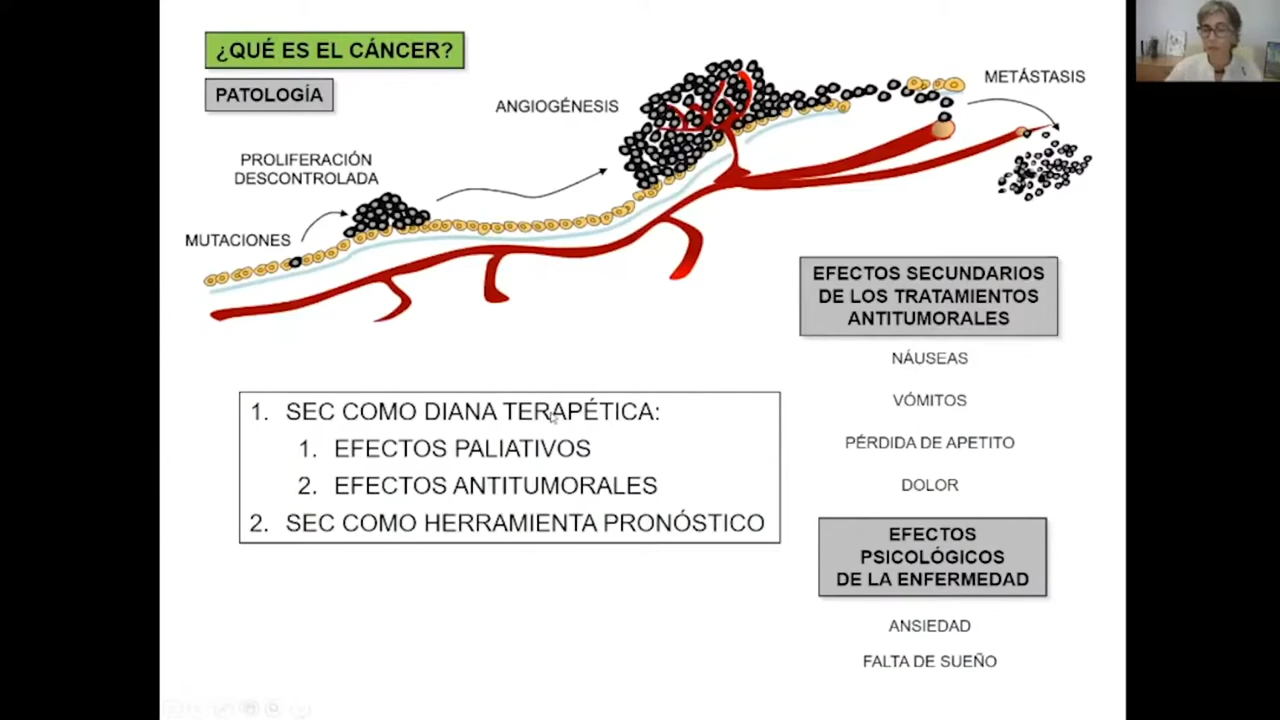 ¿QUÉ ES EL CÁNCER?
PATOLOGÍA
MUTACIONES
PROLIFERACIÓN
DESCONTROLADA
ANGIOGÉNESIS
METÁSTASIS
1. SEC COMO DIANA TERAPÉTICA:
1. EFECTOS PALIATIVOS
2. EFECTOS ANTITUMORALES
2. SEC COMO HERRAMIENTA PRONÓSTICO
EFECTOS SECUNDARIOS
DE LOS TRATAMIENTOS
ANTITUMORALES
NÁUSEAS
VÓMITOS
PÉRDIDA DE APETITO
DOLOR
EFECTOS
PSICOLÓGICOS
DE LA ENFERMEDAD
ANSIEDAD
FALTA DE SUEÑO